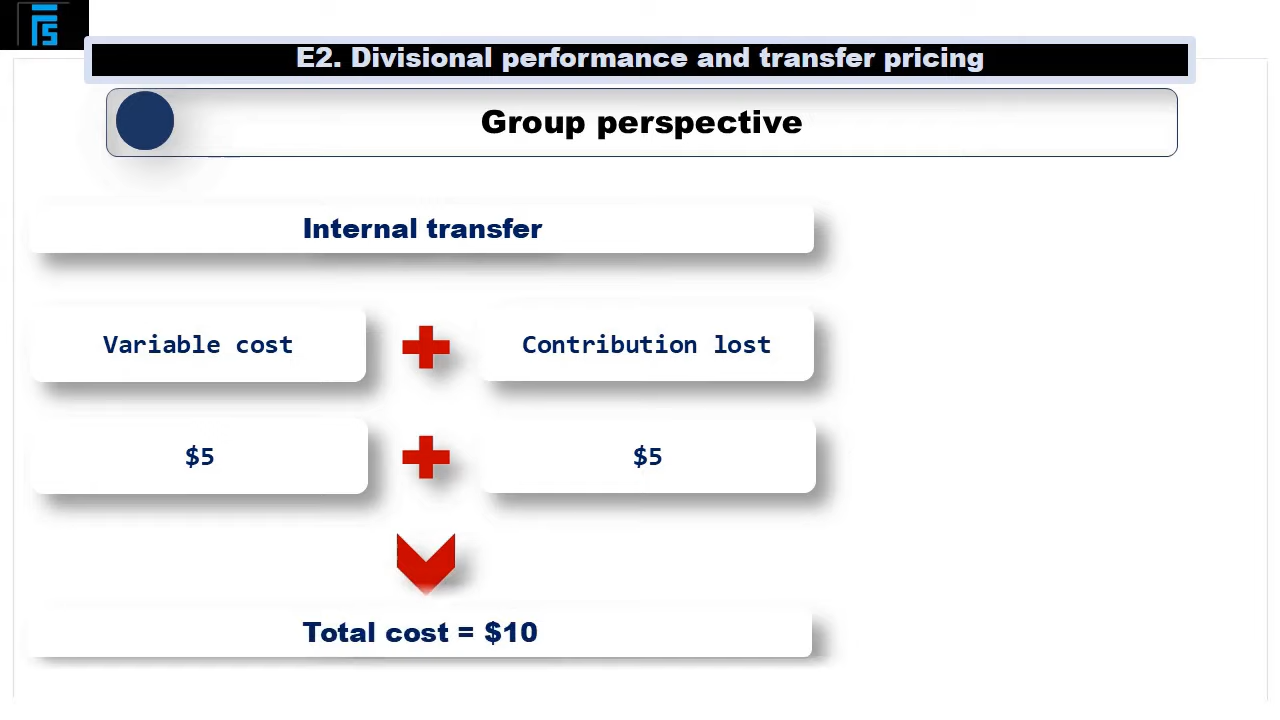 E2. Divisional performance and transfer pricing
Group perspective
Internal transfer
Variable cost
Contribution lost
$5
$5
Total cost = $10